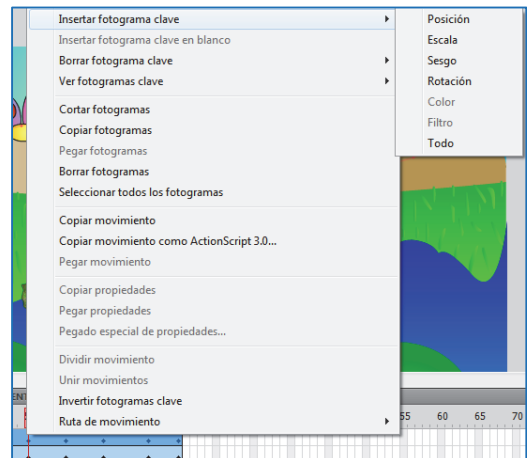 Insertar fotograma clave
Insertar fotograma clave en blanco
Borrar fotograma clave
Ver fotogramas clave
Cortar fotogramas
Copiar fotogramas
Pegar fotogramas
Borrar fotogramas
Seleccionar todos los fotogramas
Copiar movimiento
Copiar movimiento como ActionScript 3.0...
Pegar movimiento
Copiar propiedades
Pegar propiedades
Pegado especial de propiedades...
Dividir movimiento
Unir movimientos
Invertir fotogramas clave
Ruta de movimiento
Posición
Escala
Sesgo
Rotación
Color
Filtro
Todo
55 60 65 70